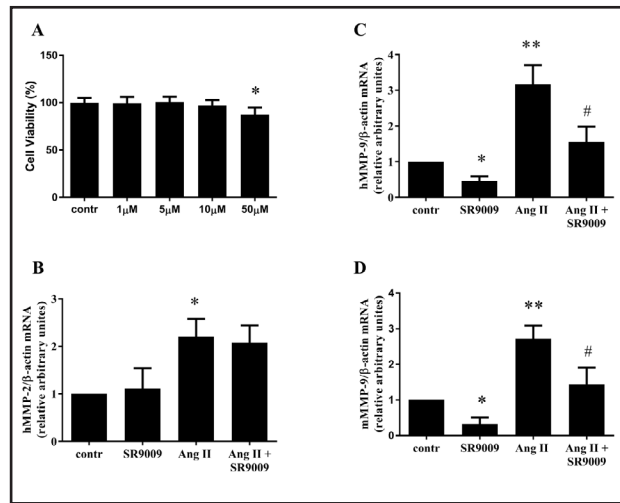 A
Cell Viability (%)
150
100
50
0
*
contr 1µM 5µM 10µM 50µM
B
hMMP-2/β-actin mRNA
(relative arbitrary unites)
3
2
1
0
*
contr SR9009 Ang II Ang II +
SR9009
C
hMMP-9/β-actin mRNA
(relative arbitrary unites)
4
3
2
1
0
*
**
#
contr SR9009 Ang II Ang II +
SR9009
D
mMMP-9/β-actin mRNA
(relative arbitrary unites)
4
3
2
1
0
*
**
#
contr SR9009 Ang II Ang II +
SR9009